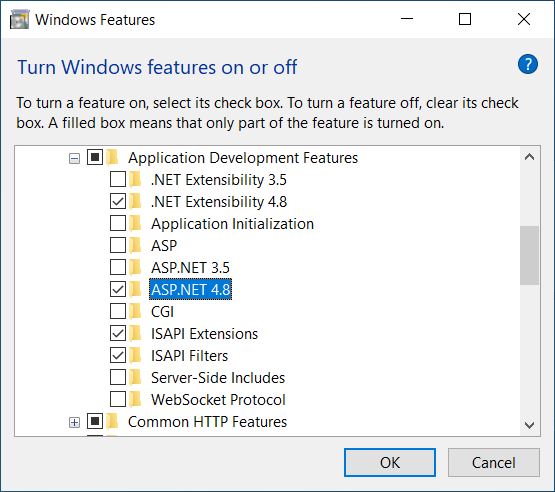 Windows Features
Turn Windows features on or off
?
To turn a feature on, select its check box. To turn a feature off, clear its check
box. A filled box means that only part of the feature is turned on.
Application Development Features
.NET Extensibility 3.5
.NET Extensibility 4.8
Application Initialization
ASP
ASP.NET 3.5
ASP.NET 4.8
CGI
ISAPI Extensions
ISAPI Filters
Server-Side Includes
WebSocket Protocol
Common HTTP Features
OK
Cancel